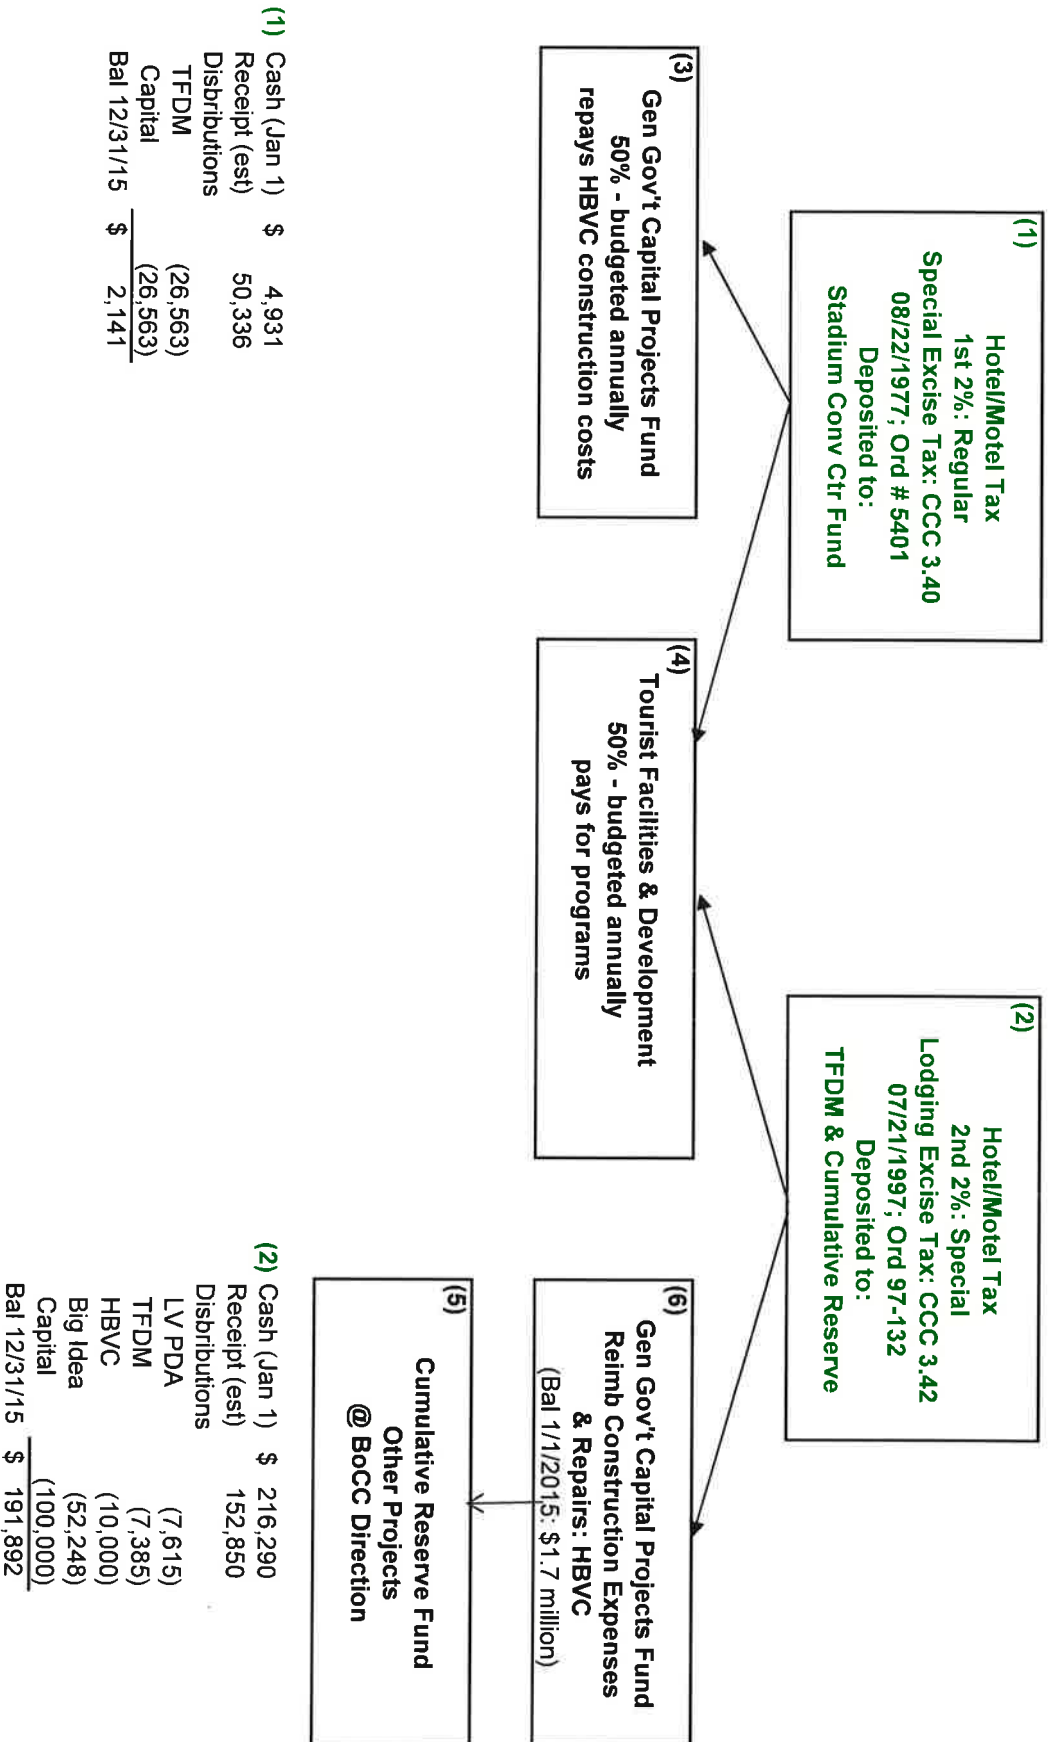 (1)
Hotel/Motel Tax
1st 2%: Regular
Special Excise Tax: CCC 3.40
08/22/1977; Ord # 5401
Deposited to:
Stadium Conv Ctr Fund
(2)
Hotel/Motel Tax
2nd 2%: Special
Lodging Excise Tax: CCC 3.42
07/21/1997; Ord 97-132
Deposited to:
TFDM & Cumulative Reserve
(3)
Gen Gov't Capital Projects Fund
50% - budgeted annually
repays HBVC construction costs
(4)
Tourist Facilities & Development
50% - budgeted annually
pays for programs
(6)
Gen Gov't Capital Projects Fund
Reimb Construction Expenses
& Repairs: HBVC
(Bal 1/1/2015: $1.7 million)
(5)
Cumulative Reserve Fund
Other Projects
@ BoCC Direction
(1) Cash (Jan 1) $ 4,931
Receipt (est) 50,336
Disbributions
TFDM (26,563)
Capital (26,563)
Bal 12/31/15 $ 2,141
(2) Cash (Jan 1) $ 216,290
Receipt (est) 152,850
Disbributions
LV PDA (7,615)
TFDM (7,385)
HBVC (10,000)
Big Idea (52,248)
Capital (100,000)
Bal 12/31/15 $ 191,892